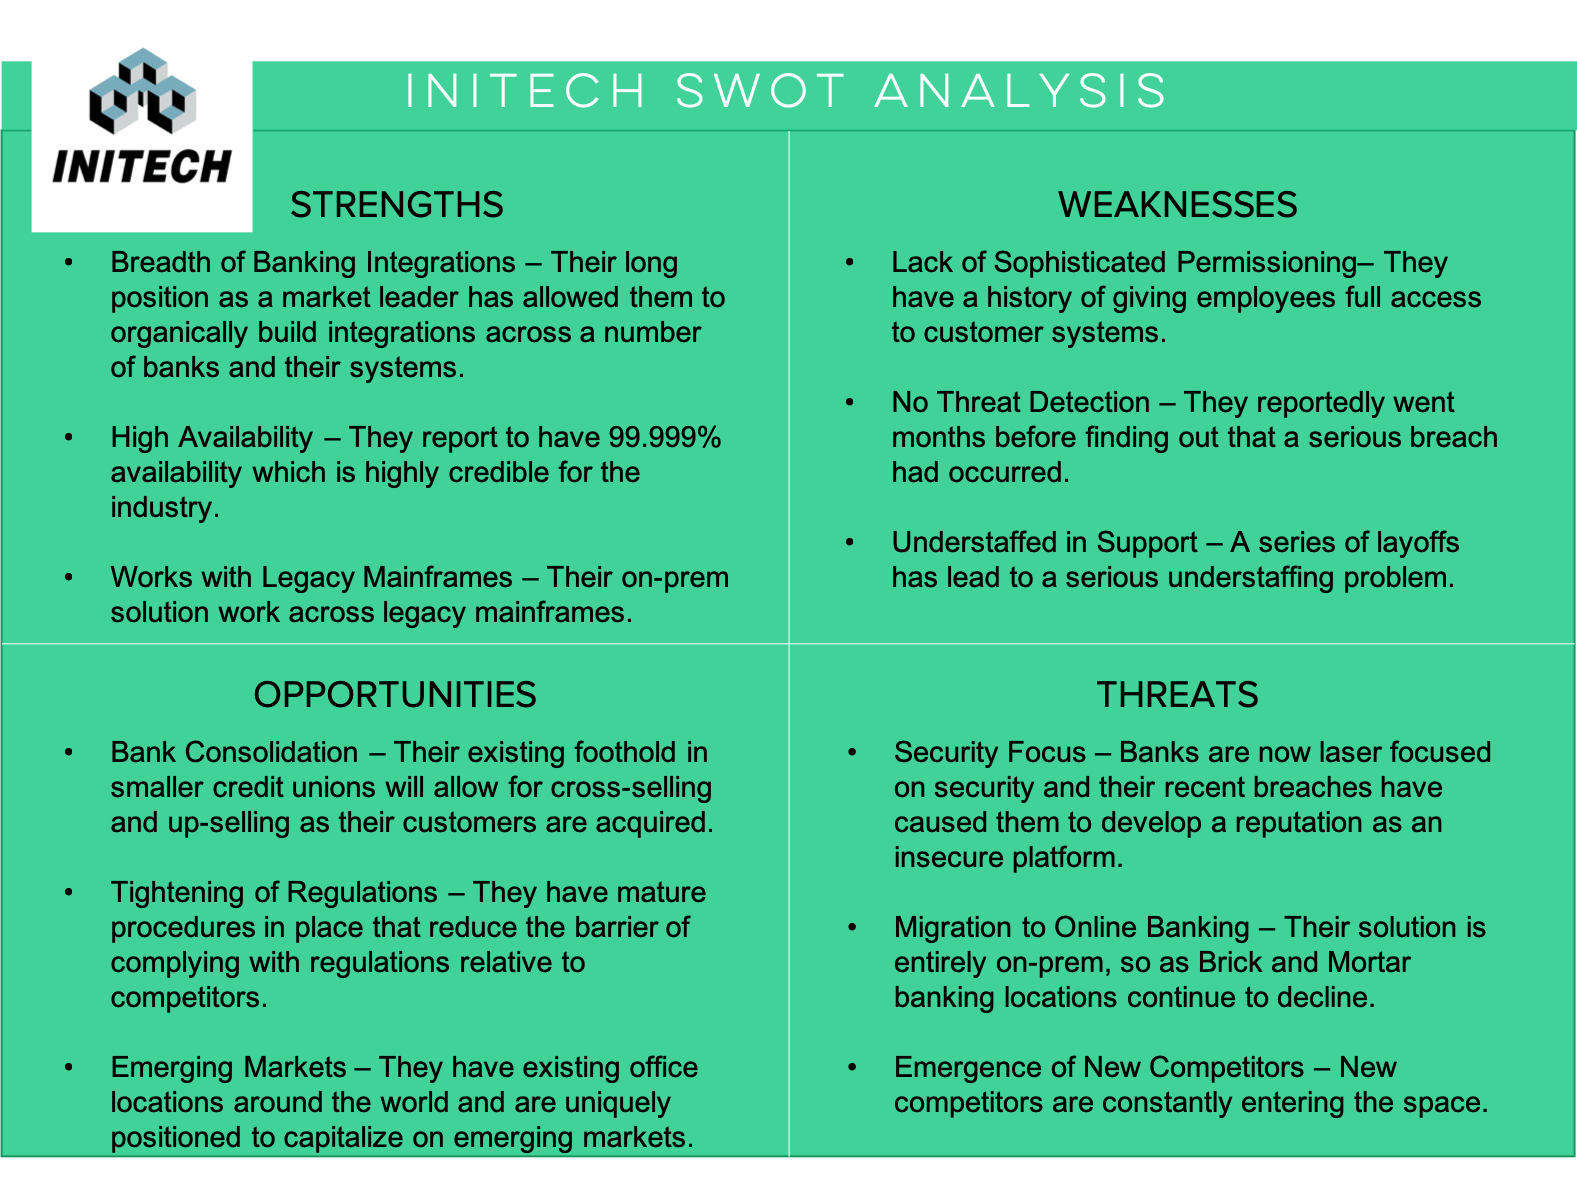 INITECH SWOT ANALYSIS
INITECH
STRENGTHS
• Breadth of Banking Integrations – Their long
position as a market leader has allowed them to
organically build integrations across a number
of banks and their systems.
• High Availability – They report to have 99.999%
availability which is highly credible for the
industry.
• Works with Legacy Mainframes – Their on-prem
solution work across legacy mainframes.
WEAKNESSES
• Lack of Sophisticated Permissioning– They
have a history of giving employees full access
to customer systems.
• No Threat Detection – They reportedly went
months before finding out that a serious breach
had occurred.
• Understaffed in Support – A series of layoffs
has lead to a serious understaffing problem.
OPPORTUNITIES
• Bank Consolidation – Their existing foothold in
smaller credit unions will allow for cross-selling
and up-selling as their customers are acquired.
• Tightening of Regulations – They have mature
procedures in place that reduce the barrier of
complying with regulations relative to
competitors.
• Emerging Markets – They have existing office
locations around the world and are uniquely
positioned to capitalize on emerging markets.
THREATS
• Security Focus – Banks are now laser focused
on security and their recent breaches have
caused them to develop a reputation as an
insecure platform.
• Migration to Online Banking – Their solution is
entirely on-prem, so as Brick and Mortar
banking locations continue to decline.
• Emergence of New Competitors – New
competitors are constantly entering the space.